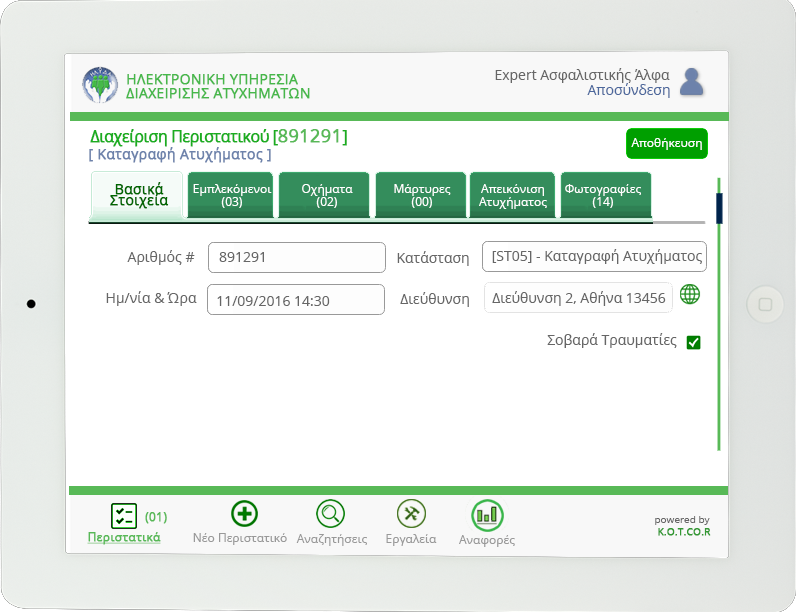 ΗΛΕΚΤΡΟΝΙΚΗ ΥΠΗΡΕΣΙΑ
ΔΙΑΧΕΙΡΙΣΗΣ ΑΤΥΧΗΜΑΤΩΝ
Expert Ασφαλιστικής Άλφα
Αποσύνδεση
Διαχείριση Περιστατικού [891291]
[ Καταγραφή Ατυχήματος ]
Αποθήκευση
Βασικά
Στοιχεία
Εμπλεκόμενοι
(03)
Οχήματα
(02)
Μάρτυρες
(00)
Απεικόνιση
Ατυχήματος
Φωτογραφίες
(14)
Αριθμός # 891291 Κατάσταση [ST05] - Καταγραφή Ατυχήματος
Ημ/νία & Ώρα 11/09/2016 14:30 Διεύθυνση Διεύθυνση 2, Αθήνα 13456
Σοβαρά Τραυματίες
(01)
Περιστατικά Νέο Περιστατικό Αναζητήσεις Εργαλεία Αναφορές
powered by
K.O.T.CO.R